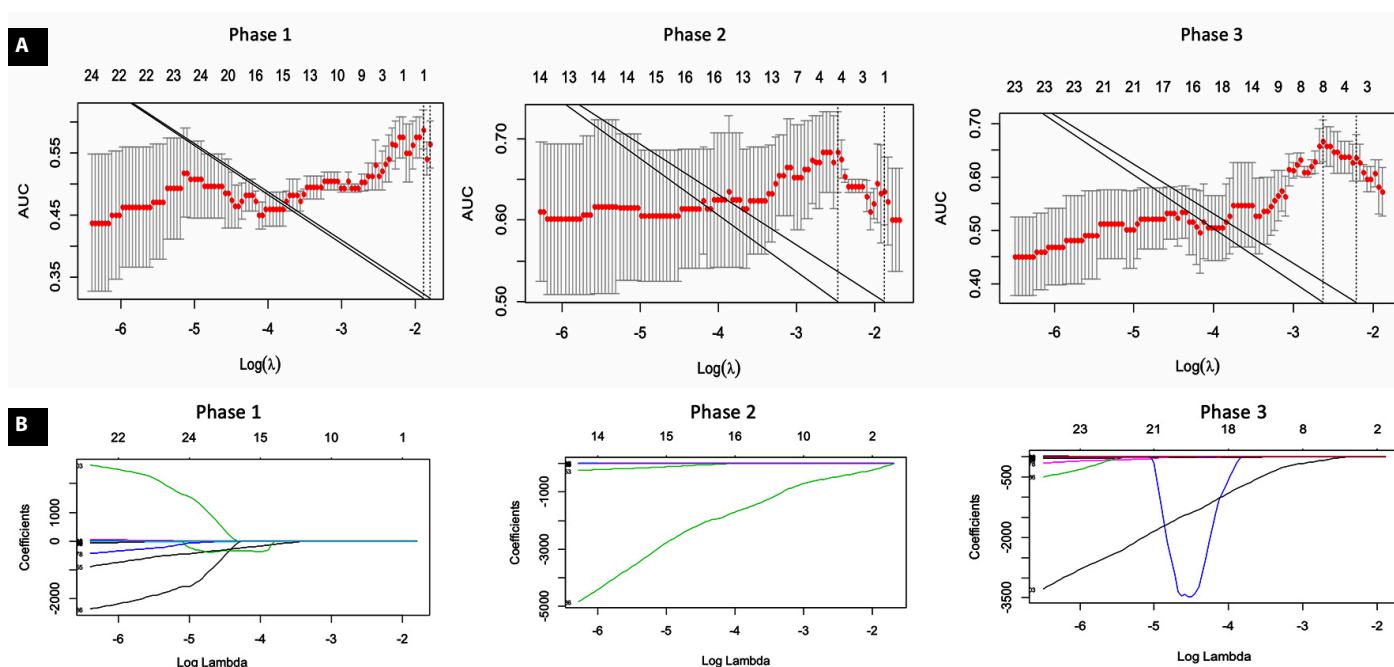 A
Phase 1
Phase 2
Phase 3
24 22 22 23 24 20 16 15 13 10 9 3 1 1
14 13 14 14 15 16 16 13 13 7 4 4 3 1
23 23 23 21 21 17 16 18 14 9 8 8 4 3
AUC
0.35 0.45 0.55
-6 -5 -4 -3 -2
Log(λ)
AUC
0.50 0.60 0.70
-6 -5 -4 -3 -2
Log(λ)
AUC
0.40 0.50 0.60 0.70
-6 -5 -4 -3 -2
Log(λ)
B
Phase 1
Phase 2
Phase 3
22 24 15 10 1
14 15 16 10 2
23 21 18 8 2
Coefficients
-2000 0 1000
-6 -5 -4 -3 -2
Log Lambda
Coefficients
-5000 -3000 -1000
-6 -5 -4 -3 -2
Log Lambda
Coefficients
-3500 -2000 -500
-6 -5 -4 -3 -2
Log Lambda